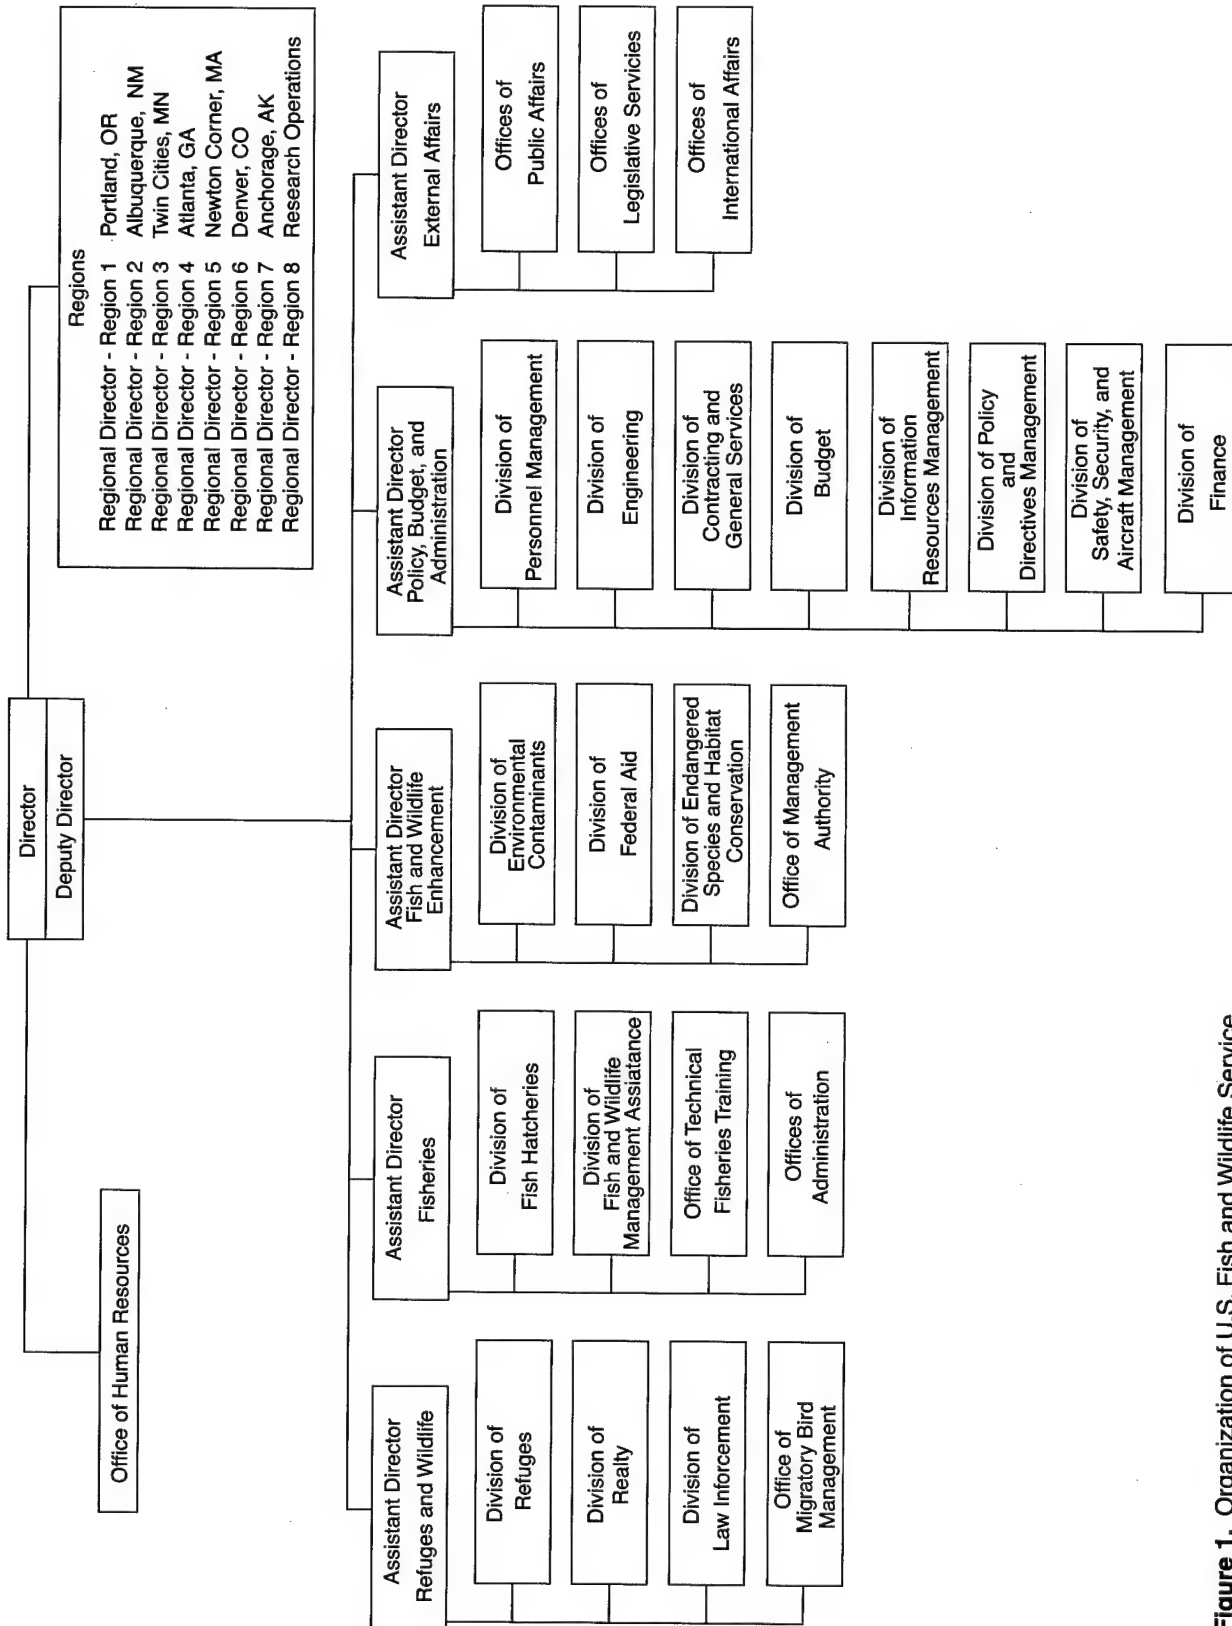 Director
Deputy Director
Office of Human Resources
Regions
Regional Director - Region 1 Portland, OR
Regional Director - Region 2 Albuquerque, NM
Regional Director - Region 3 Twin Cities, MN
Regional Director - Region 4 Atlanta, GA
Regional Director - Region 5 Newton Corner, MA
Regional Director - Region 6 Denver, CO
Regional Director - Region 7 Anchorage, AK
Regional Director - Region 8 Research Operations
Assistant Director
Refuges and Wildlife
Division of
Refuges
Division of
Realty
Division of
Law Inforcement
Office of
Migratory Bird
Management
Assistant Director
Fisheries
Division of
Fish Hatcheries
Division of
Fish and Wildlife
Management Assiatance
Office of Technical
Fisheries Training
Offices of
Administration
Assistant Director
Fish and Wildlife
Enhancement
Division of
Environmental
Contaminants
Division of
Federal Aid
Division of Endangered
Species and Habitat
Conservation
Office of Management
Authority
Assistant Director
Policy, Budget, and
Administration
Division of
Personnel Management
Division of
Engineering
Division of
Contracting and
General Services
Division of
Budget
Division of
Information
Resources Management
Division of Policy
and
Directives Management
Division of
Safety, Security, and
Aircraft Management
Division of
Finance
Assistant Director
External Affairs
Offices of
Public Affairs
Offices of
Legislative Servicies
Offices of
International Affairs
Figure 1. Organization of U.S. Fish and Wildlife Service